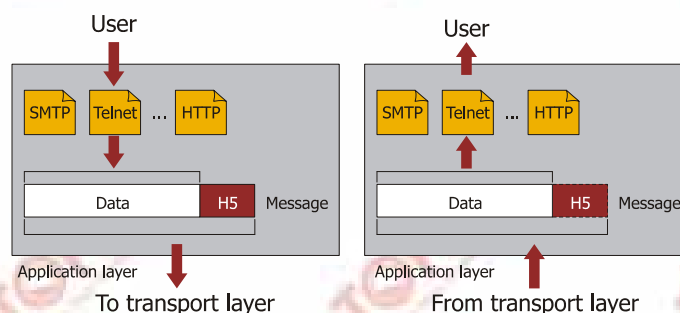 User
SMTP Telnet ... HTTP
Data H5 Message
Application layer
To transport layer
User
SMTP Telnet ... HTTP
Data H5 Message
Application layer
From transport layer